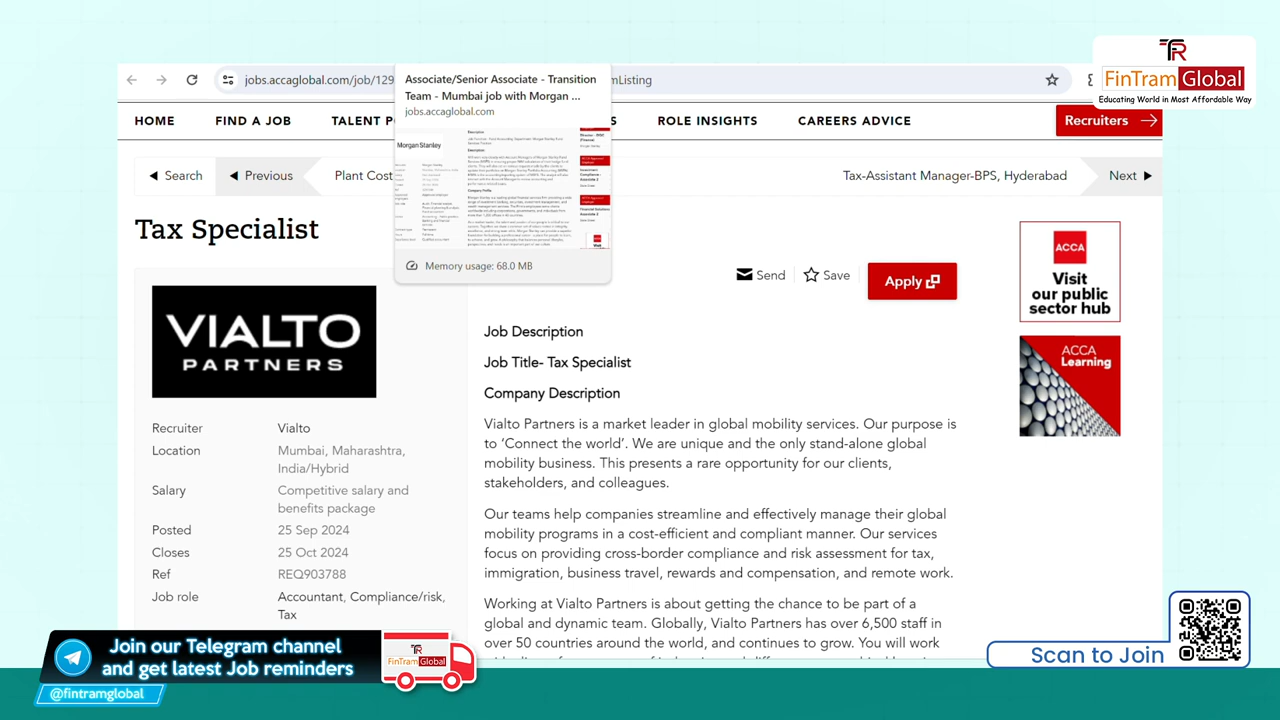 TR
FinTram Global
Educating World in Most Affordable Way
jobs.accaglobal.com/job/129
mListing
Associate/Senior Associate - Transition
Team - Mumbai job with Morgan ...
jobs.accaglobal.com
Morgan Stanley
Memory usage: 68.0 MB
HOME
FIND A JOB
TALENT P
S
ROLE INSIGHTS
CAREERS ADVICE
Recruiters
Search
Previous
Plant Cost
Tax-Assistant Manager-BPS, Hyderabad
Next
Tax Specialist
VIALTO
PARTNERS
Send
Save
Apply
ACCA
Visit
our public
sector hub
ACCA
Learning
Recruiter Vialto
Location Mumbai, Maharashtra,
India/Hybrid
Salary Competitive salary and
benefits package
Posted 25 Sep 2024
Closes 25 Oct 2024
Ref REQ903788
Job role Accountant, Compliance/risk,
Tax
Job Description
Job Title- Tax Specialist
Company Description
Vialto Partners is a market leader in global mobility services. Our purpose is
to ‘Connect the world’. We are unique and the only stand-alone global
mobility business. This presents a rare opportunity for our clients,
stakeholders, and colleagues.
Our teams help companies streamline and effectively manage their global
mobility programs in a cost-efficient and compliant manner. Our services
focus on providing cross-border compliance and risk assessment for tax,
immigration, business travel, rewards and compensation, and remote work.
Working at Vialto Partners is about getting the chance to be part of a
global and dynamic team. Globally, Vialto Partners has over 6,500 staff in
over 50 countries around the world, and continues to grow. You will work
Join our Telegram channel
and get latest Job reminders
@fintramglobal
FinTram Global
Scan to Join